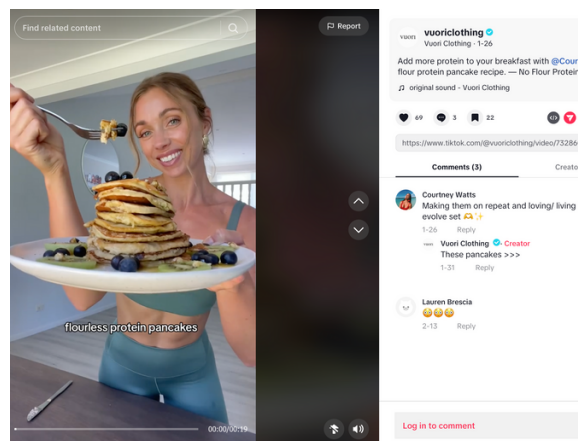 Find related content
Report
flourless protein pancakes
00:00/00:19
vuori
vuoriclothing
Vuori Clothing · 1-26
Add more protein to your breakfast with @Cour
flour protein pancake recipe. — No Flour Protein
original sound - Vuori Clothing
69
3
22
</>
https://www.tiktok.com/@vuoriclothing/video/73286
Comments (3)
Creato
Courtney Watts
Making them on repeat and loving/ living
evolve set 🫶✨
1-26 Reply
vuori
Vuori Clothing · Creator
These pancakes >>>
1-31 Reply
Lauren Brescia
😳😳😳
2-13 Reply
Log in to comment